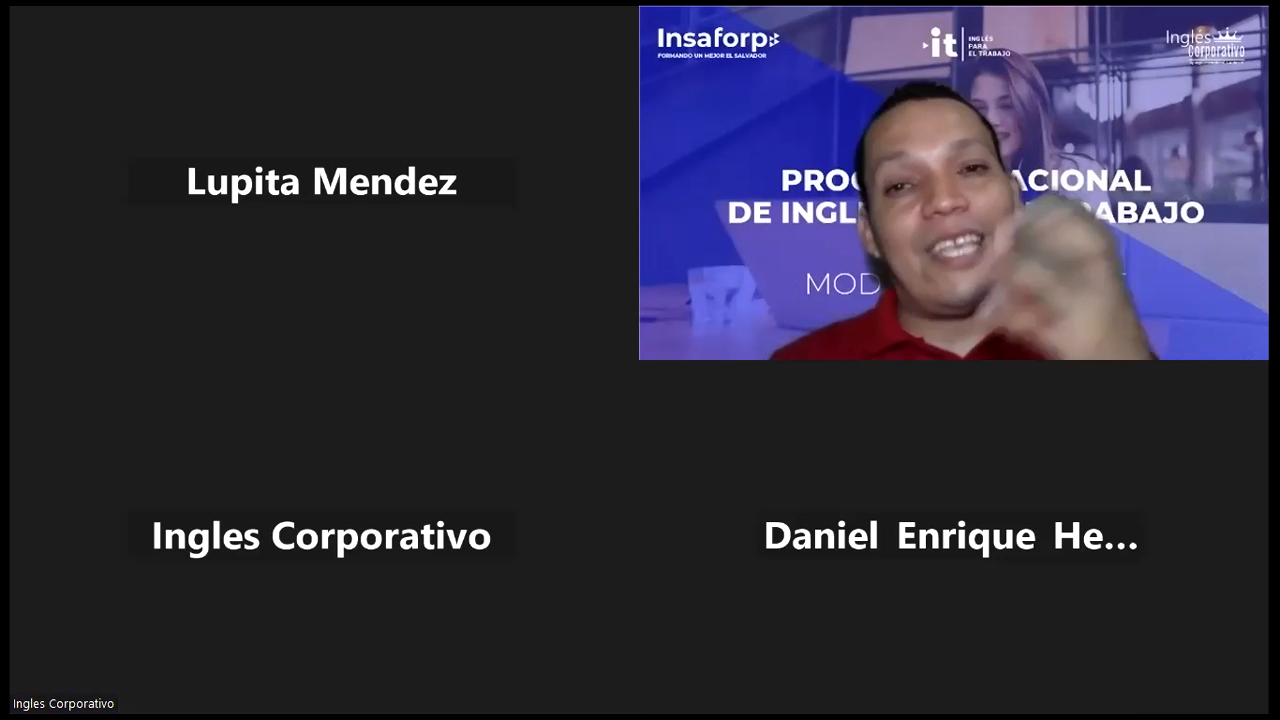 Lupita Mendez
Insaforp
FORMANDO UN MEJOR EL SALVADOR
it
INGLÉS
PARA
EL TRABAJO
Inglés
Corporativo
PROG ACIONAL
DE INGL ABAJO
MOD
Ingles Corporativo
Daniel Enrique He...
Ingles Corporativo